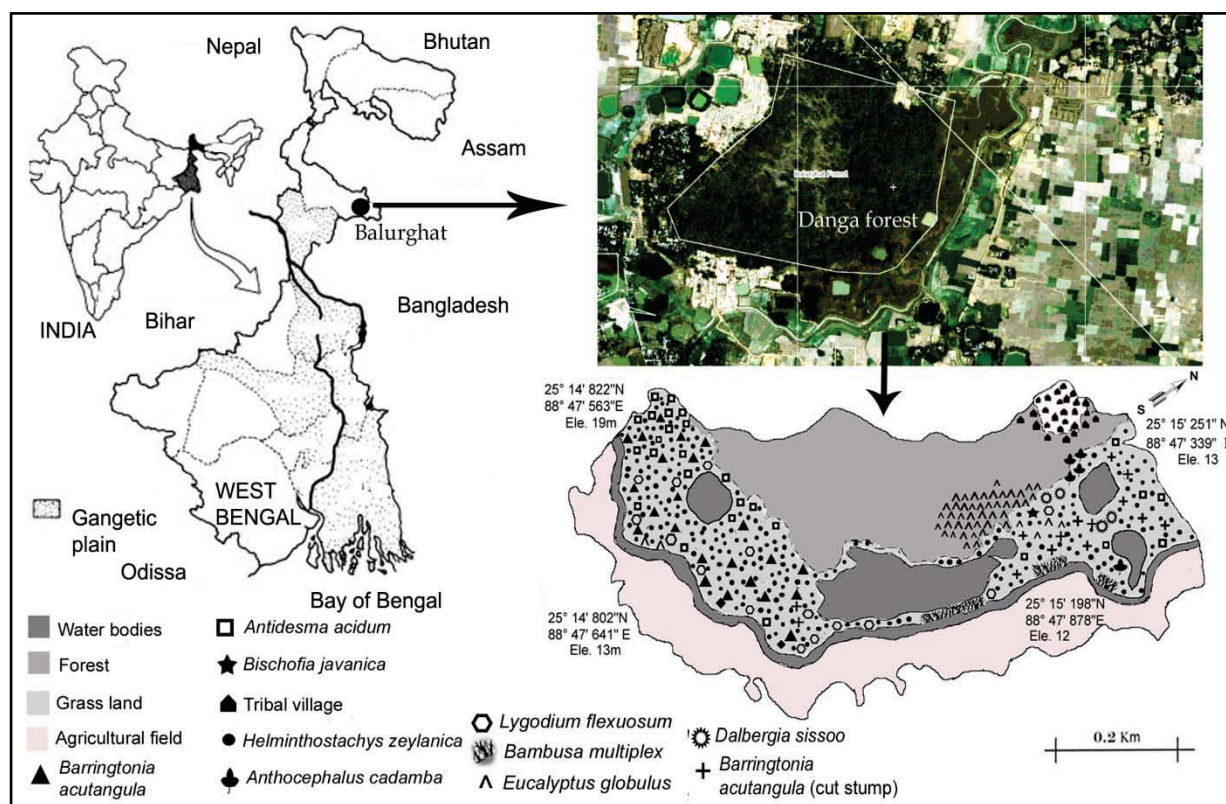 Nepal
Bhutan
Assam
Balurghat
Bangladesh
INDIA
Bihar
WEST
BENGAL
Gangetic
plain
Odissa
Bay of Bengal
Balurghat Forest
Danga forest
25° 14' 822"N
88° 47' 563"E
Ele. 19m
N
S
25° 15' 251" N
88° 47' 339" E
Ele. 13
25° 14' 802"N
88° 47' 641" E
Ele. 13m
25° 15' 198"N
88° 47' 878"E
Ele. 12
Water bodies
Forest
Grass land
Agricultural field
Barringtonia
acutangula
Antidesma acidum
Bischofia javanica
Tribal village
Helminthostachys zeylanica
Anthocephalus cadamba
Lygodium flexuosum
Bambusa multiplex
Eucalyptus globulus
Dalbergia sissoo
Barringtonia
acutangula (cut stump)
0.2 Km